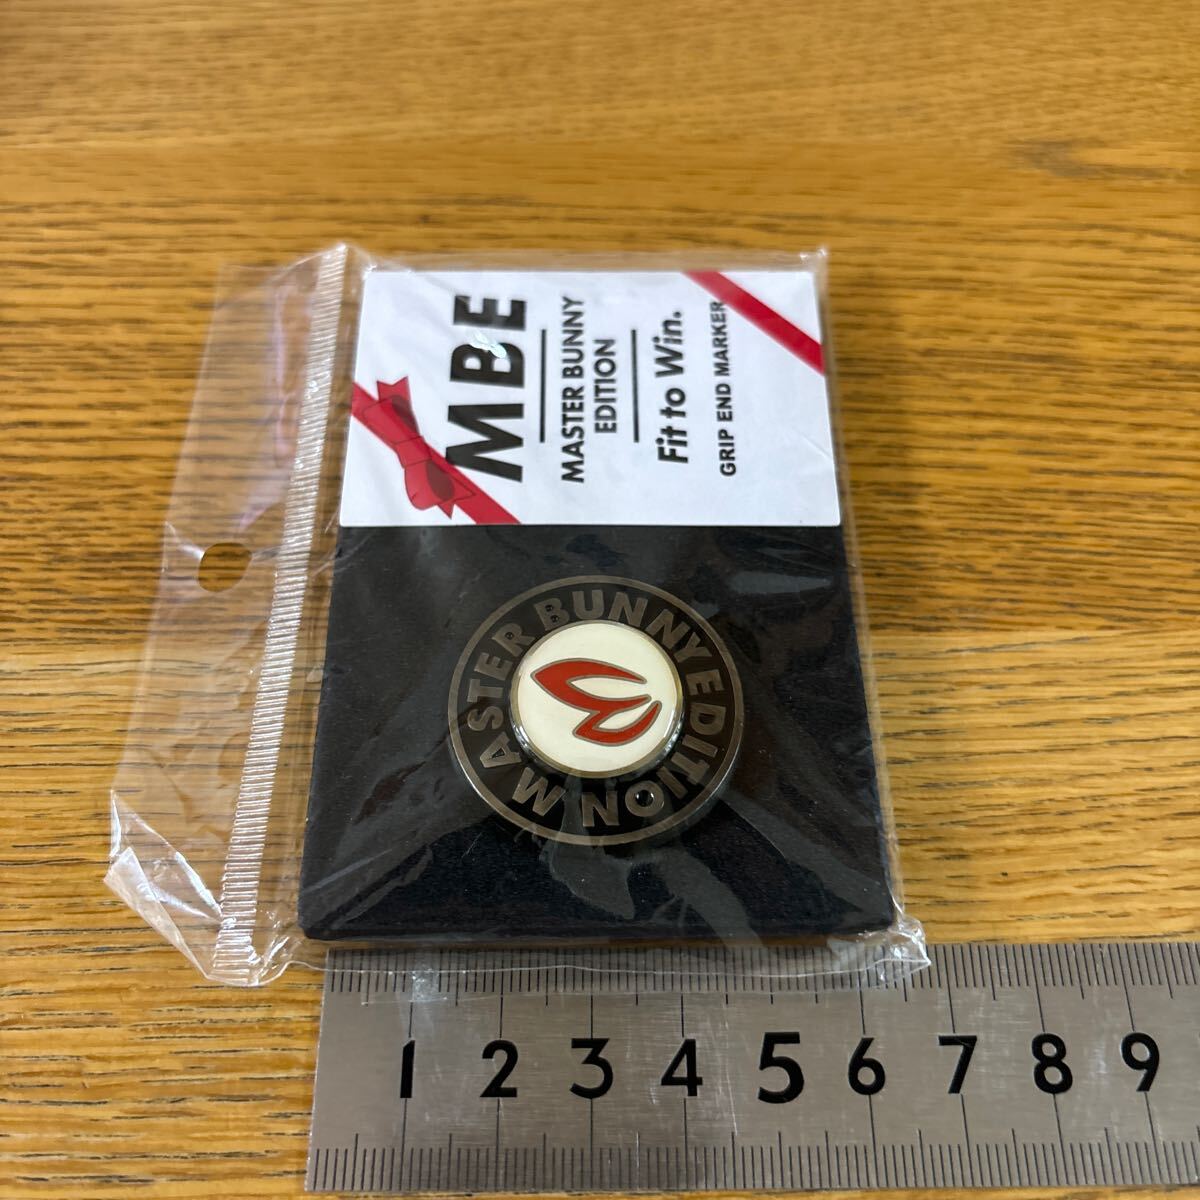 MBE
MASTER BUNNY
EDITION
Fit to Win.
GRIP END MARKER
MASTER BUNNY EDITION
1 2 3 4 5 6 7 8 9